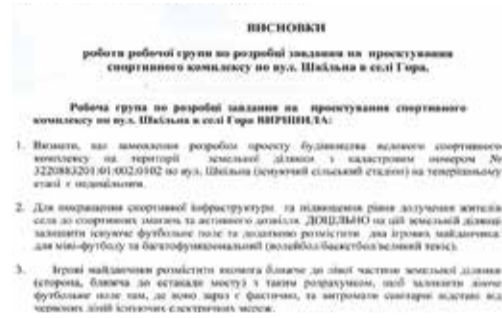 ВИСНОВКИ
роботи робочої групи по розробці завдання на проектування
спортивного комплексу по вул. Шкільна в селі Гора.
Робоча група по розробці завдання на проектування спортивного
комплексу по вул. Шкільна в селі Гора ВИРІШИЛА:
1. Визнати, що замовлення розробки проекту будівництва великого спортивного
комплексу на території земельної ділянки з кадастровим номером №
3220883201:01:002:0102 по вул. Шкільна (існуючий сільський стадіон) на теперішньому
етапі є недоцільним.
2. Для покращення спортивної інфраструктури та підвищення рівня долучення жителів
села до спортивних змагань та активного дозвілля. ДОЦІЛЬНО на цій земельній ділянці
залишити існуюче футбольне поле та додатково розмістити два ігрових майданчика:
для міні-футболу та багатофункціональний (волейбол/баскетбол/великий теніс).
3. Ігрові майданчики розмістити якомога ближче до лівої частини земельної ділянки
(сторона, ближча до естакади мосту) з таким розрахунком, щоб залишити діюче
футбольне поле там, де воно зараз є фактично, та витримати санітарні відстані від
червоних ліній існуючих електричних мереж.